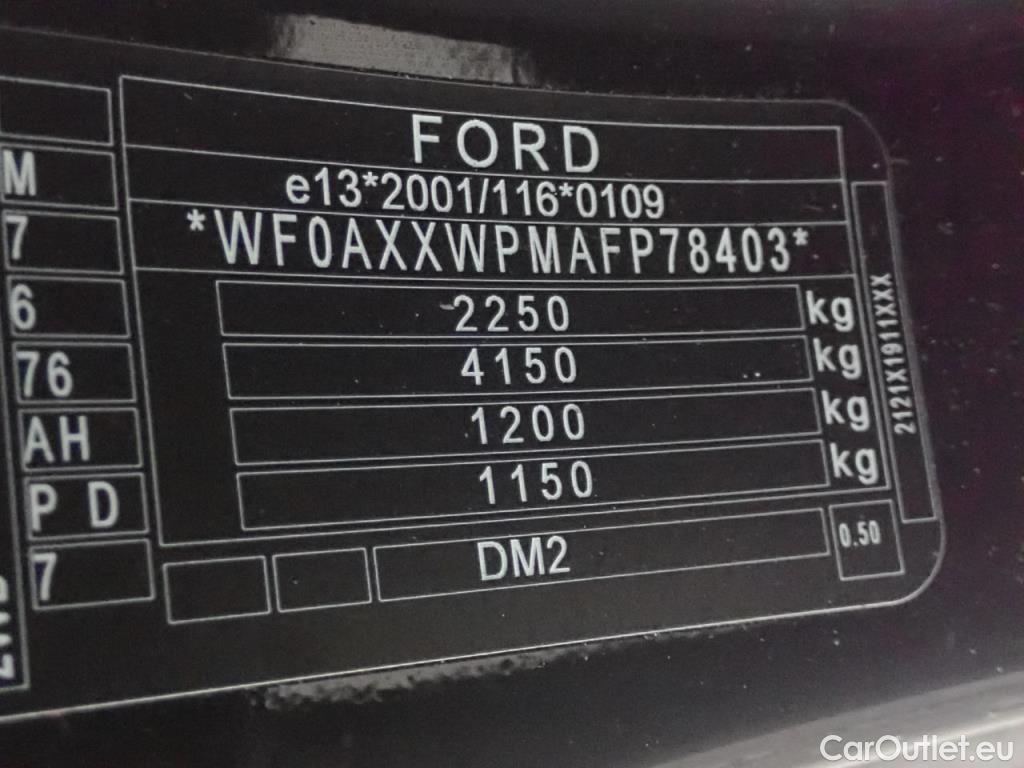 FORD
e13*2001/116*0109
*WF0AXXWPMAFP78403*
2250 kg
4150 kg
1200 kg
1150 kg
DM2
0.50
2121X1911XXX
M
7
6
76
AH
P D
7
CarOutlet.eu